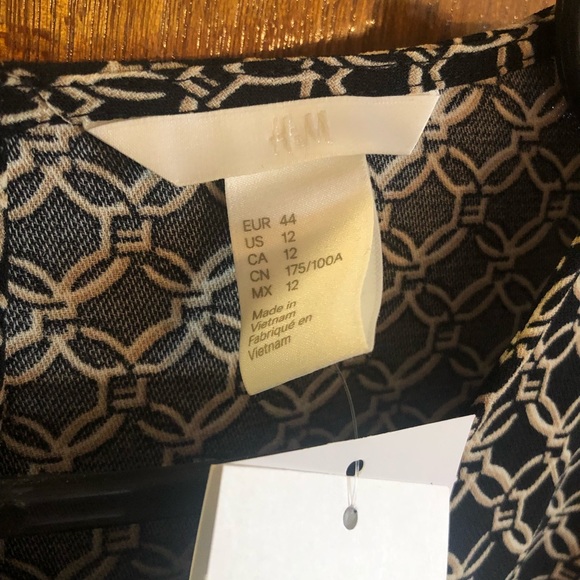 H&M
EUR 44
US 12
CA 12
CN 175/100A
MX 12
Made in
Vietnam
Fabriqué en
Vietnam